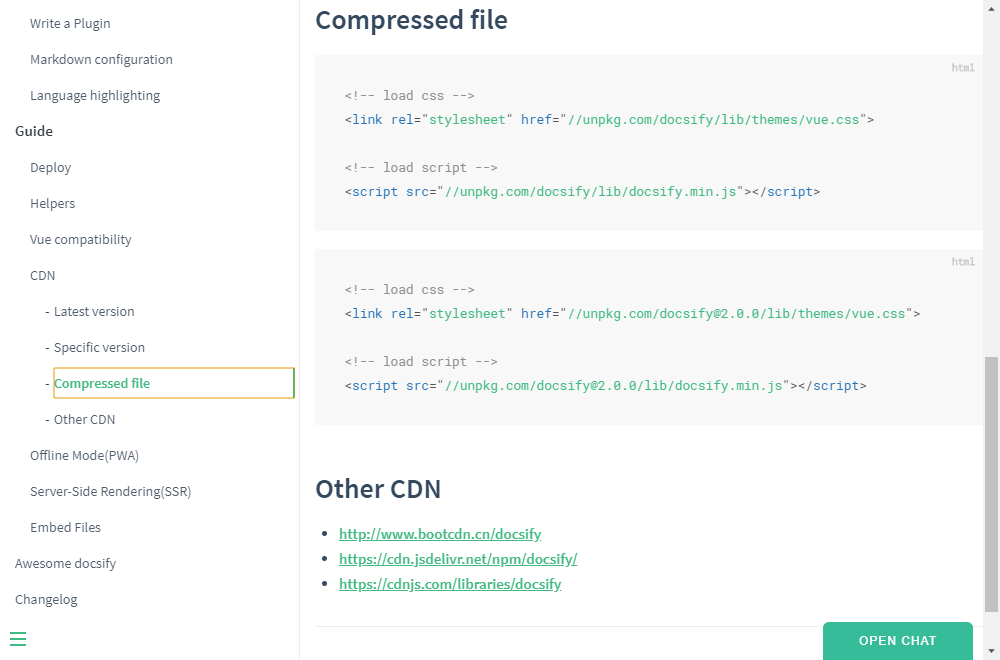 Write a Plugin
Markdown configuration
Language highlighting
Guide
Deploy
Helpers
Vue compatibility
CDN
- Latest version
- Specific version
- Compressed file
- Other CDN
Offline Mode(PWA)
Server-Side Rendering(SSR)
Embed Files
Awesome docsify
Changelog
Compressed file
html
<!-- load css -->
<link rel="stylesheet" href="//unpkg.com/docsify/lib/themes/vue.css">
<!-- load script -->
<script src="//unpkg.com/docsify/lib/docsify.min.js"></script>
html
<!-- load css -->
<link rel="stylesheet" href="//unpkg.com/docsify@2.0.0/lib/themes/vue.css">
<!-- load script -->
<script src="//unpkg.com/docsify@2.0.0/lib/docsify.min.js"></script>
Other CDN
http://www.bootcdn.cn/docsify
https://cdn.jsdelivr.net/npm/docsify/
https://cdnjs.com/libraries/docsify
OPEN CHAT